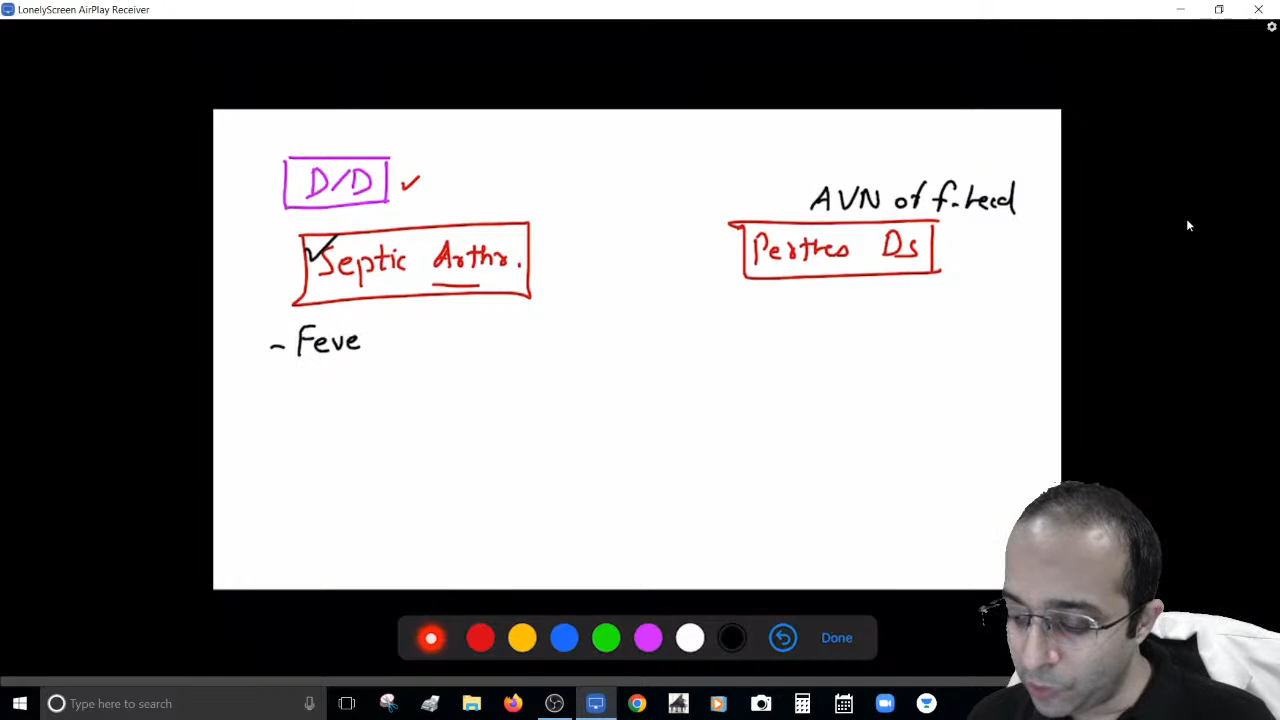 LonelyScreen AirPlay Receiver
D/D
AVN of f. head
Septic Arthr.
Perthes Ds
- Feve
Done
Type here to search